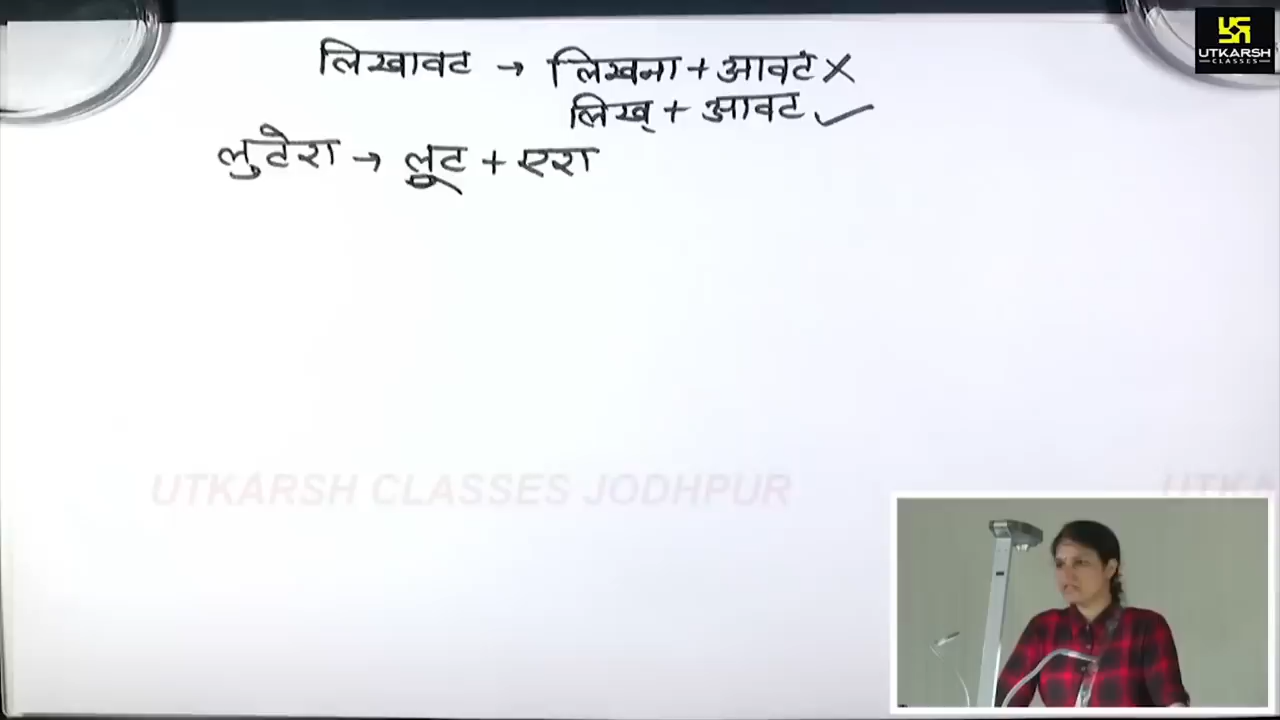 लिखावट → लिखना + आवट ×
लिख् + आवट ✓
लुटेरा → लूट + एरा
UTKARSH CLASSES JODHPUR
UTKARSH
CLASSES